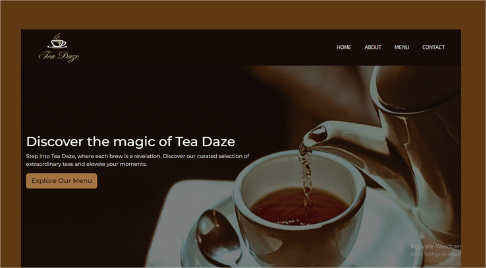 Tea Daze
HOME ABOUT MENU CONTACT
Discover the magic of Tea Daze
Step Into Tea Daze, where each brew is a revelation. Discover our curated selection of
extraordinary teas and elevate your moments.
Explore Our Menu
Activate Windows
Go to Settings to activate